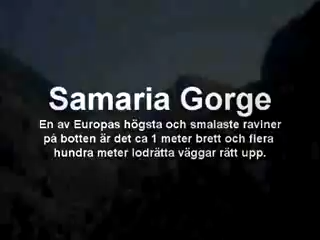 Samaria Gorge
En av Europas högsta och smalaste raviner
på botten är det ca 1 meter brett och flera
hundra meter lodrätta väggar rätt upp.